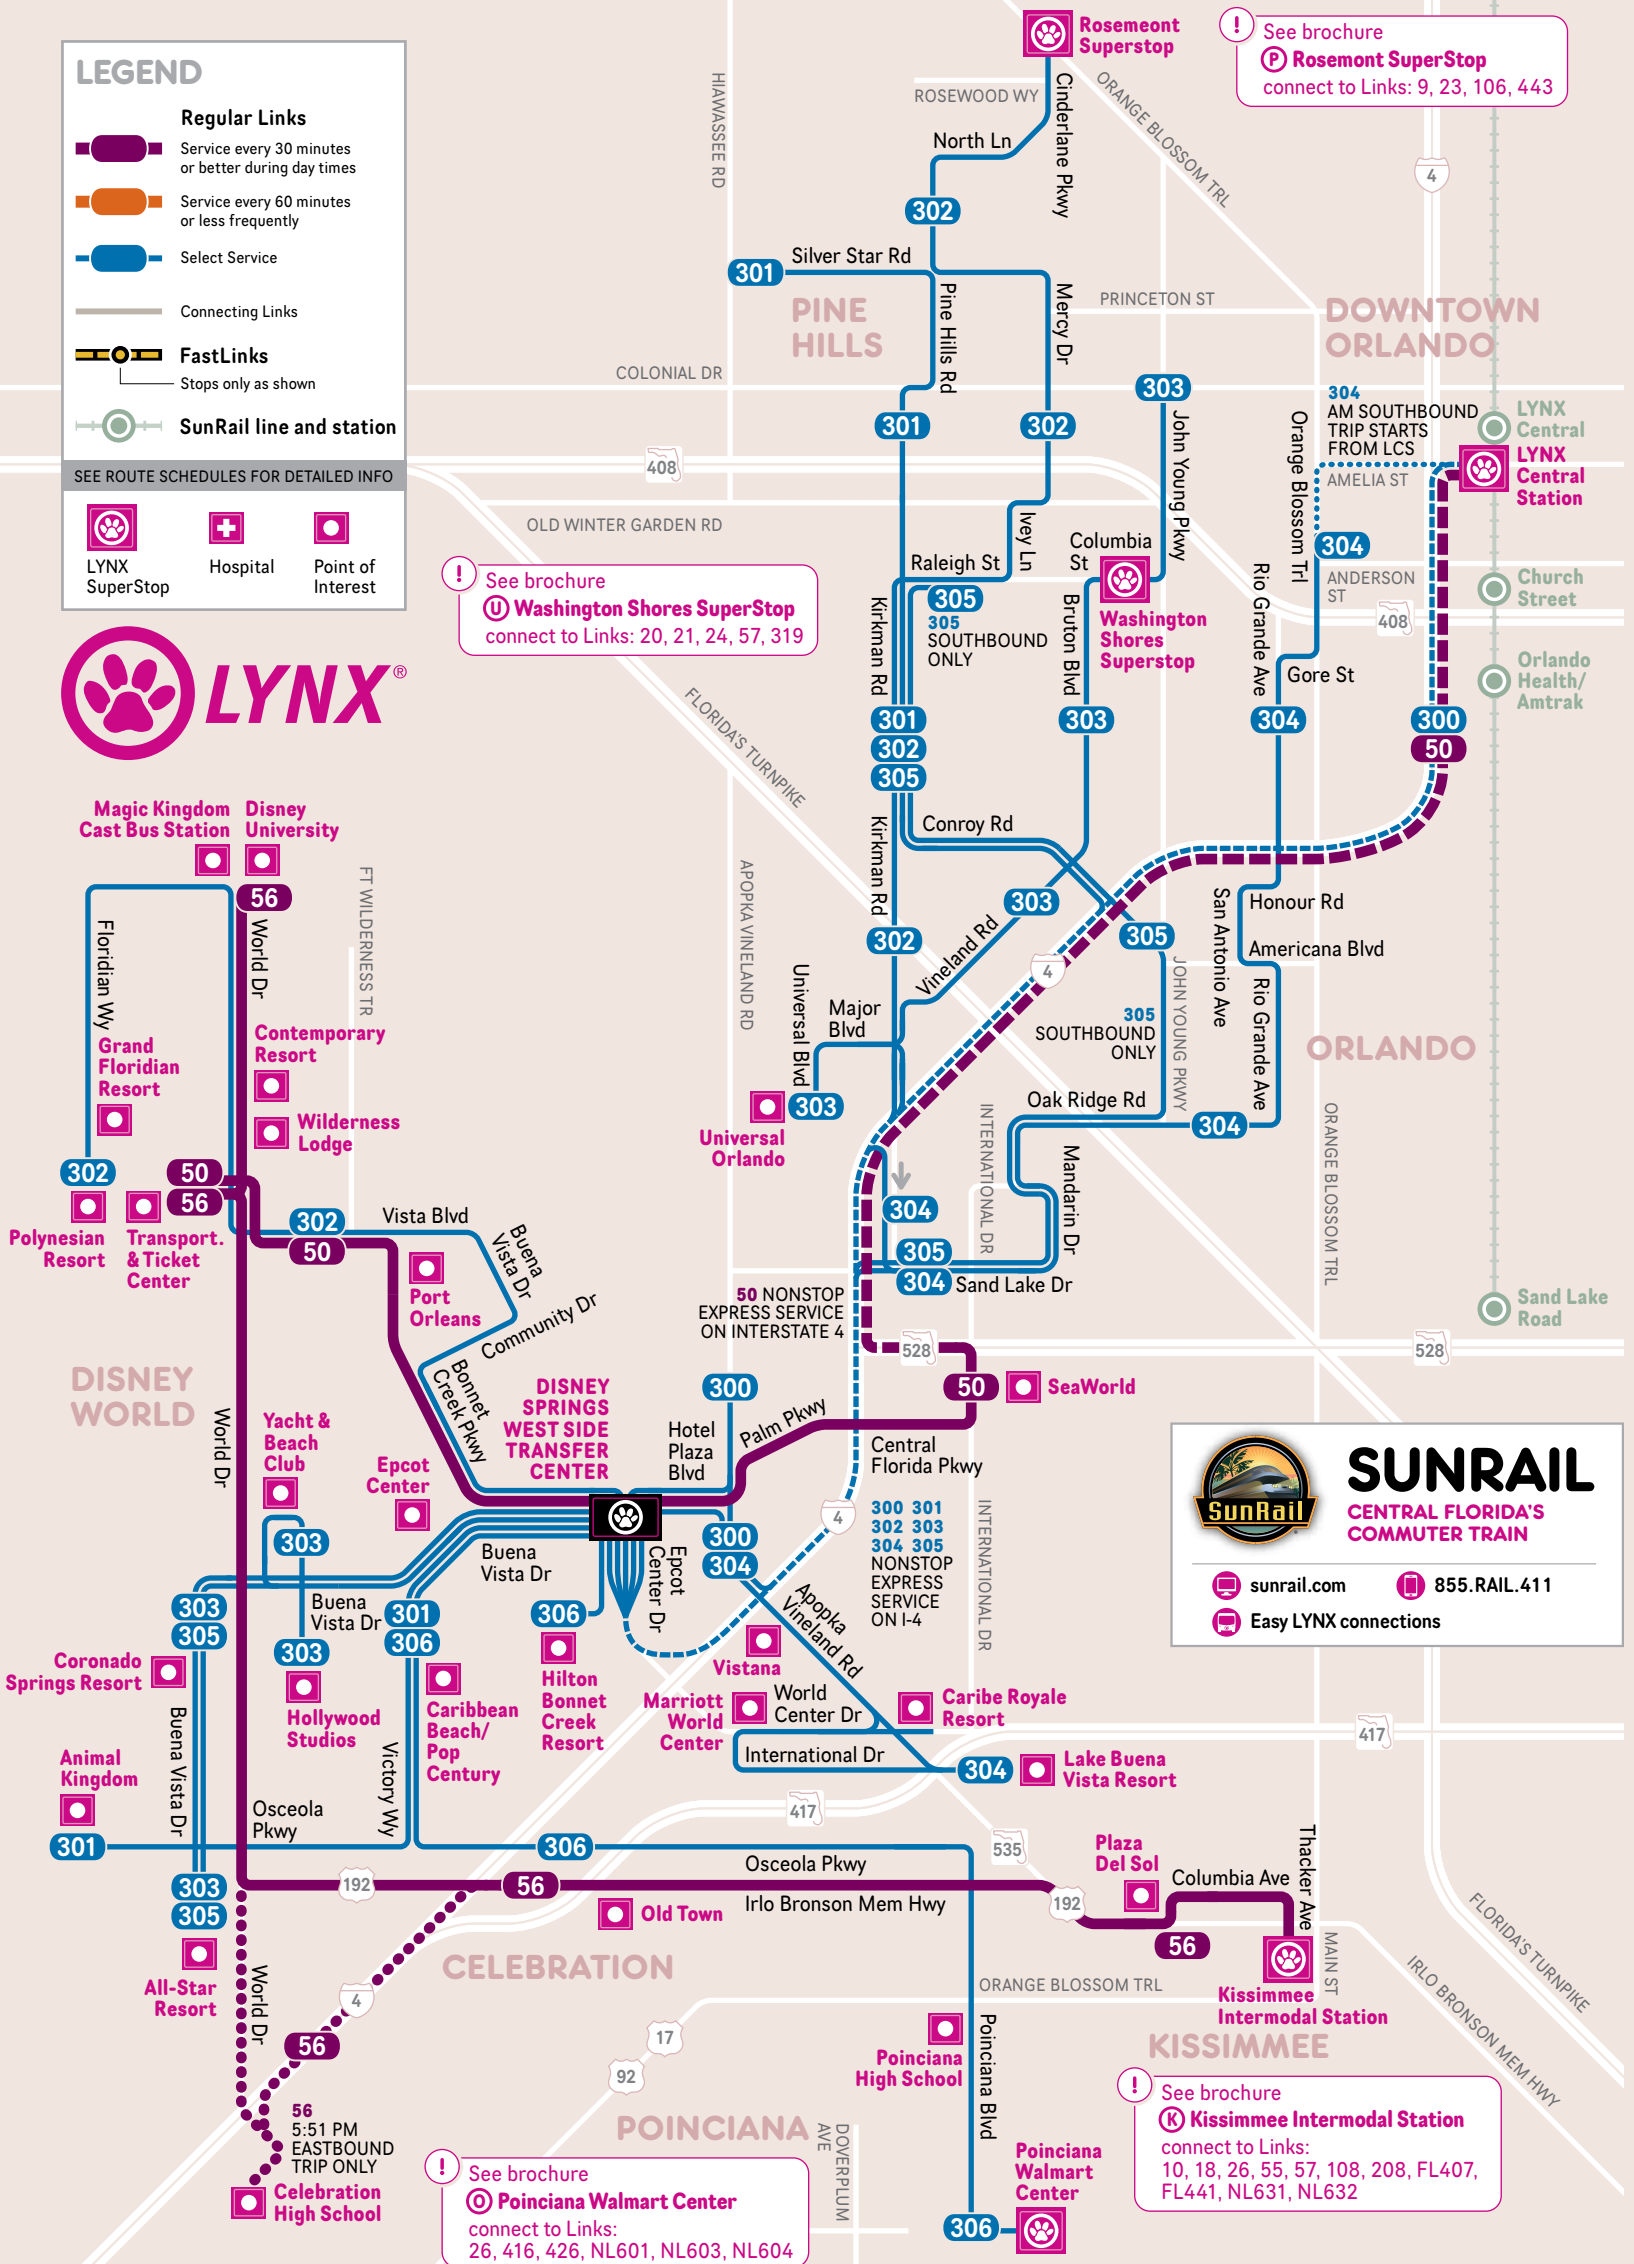 LEGEND
Regular Links
Service every 30 minutes
or better during day times
Service every 60 minutes
or less frequently
Select Service
Connecting Links
FastLinks
Stops only as shown
SunRail line and station
SEE ROUTE SCHEDULES FOR DETAILED INFO
LYNX
SuperStop
Hospital
Point of
Interest
LYNX®
Rosemeont
Superstop
!
See brochure
P Rosemont SuperStop
connect to Links: 9, 23, 106, 443
HIAWASSEE RD
ROSEWOOD WY
Cinderlane Pkwy
ORANGE BLOSSOM TRL
4
North Ln
302
Silver Star Rd
301
PINE
HILLS
Pine Hills Rd
Mercy Dr
PRINCETON ST
DOWNTOWN
ORLANDO
COLONIAL DR
303
304
AM SOUTHBOUND
TRIP STARTS
FROM LCS
LYNX
Central
301
302
John Young Pkwy
Orange Blossom Trl
408
AMELIA ST
LYNX
Central
Station
OLD WINTER GARDEN RD
Ivey Ln
Columbia
St
304
Raleigh St
ANDERSON
ST
Church
Street
!
See brochure
U Washington Shores SuperStop
connect to Links: 20, 21, 24, 57, 319
Kirkman Rd
305
305
SOUTHBOUND
ONLY
Bruton Blvd
Washington
Shores
Superstop
Rio Grande Ave
408
Gore St
Orlando
Health/
Amtrak
FLORIDA'S TURNPIKE
301
302
305
303
304
300
50
Magic Kingdom
Cast Bus Station
Disney
University
Kirkman Rd
Conroy Rd
FT WILDERNESS TR
APOPKA VINELAND RD
56
World Dr
Floridian Wy
303
San Antonio Ave
Honour Rd
302
Vineland Rd
305
Americana Blvd
4
Universal Blvd
Major
Blvd
JOHN YOUNG PKWY
Rio Grande Ave
305
SOUTHBOUND
ONLY
ORLANDO
Contemporary
Resort
Grand
Floridian
Resort
Wilderness
Lodge
303
Universal
Orlando
INTERNATIONAL DR
Oak Ridge Rd
304
ORANGE BLOSSOM TRL
302
50
56
Polynesian
Resort
Transport.
& Ticket
Center
302
50
Vista Blvd
Buena
Vista Dr
Mandarin Dr
304
305
304
Sand Lake Dr
Port
Orleans
Community Dr
50 NONSTOP
EXPRESS SERVICE
ON INTERSTATE 4
Sand Lake
Road
528
528
DISNEY
WORLD
World Dr
Bonnet
Creek Pkwy
DISNEY
SPRINGS
WEST SIDE
TRANSFER
CENTER
300
Hotel
Plaza
Blvd
Palm Pkwy
50
SeaWorld
Central
Florida Pkwy
Yacht &
Beach
Club
Epcot
Center
SunRail
SUNRAIL
CENTRAL FLORIDA'S
COMMUTER TRAIN
sunrail.com
855.RAIL.411
Easy LYNX connections
303
Buena
Vista Dr
Epcot
Center Dr
300
304
4
300 301
302 303
304 305
NONSTOP
EXPRESS
SERVICE
ON I-4
INTERNATIONAL DR
303
305
Buena
Vista Dr
301
306
306
Apopka
Vineland Rd
303
Coronado
Springs Resort
Hollywood
Studios
Caribbean
Beach/
Pop
Century
Hilton
Bonnet
Creek
Resort
Vistana
Marriott
World
Center
World
Center Dr
Caribe Royale
Resort
417
International Dr
304
Lake Buena
Vista Resort
Animal
Kingdom
Buena Vista Dr
Victory Wy
Osceola
Pkwy
417
301
306
Osceola Pkwy
535
Plaza
Del Sol
Columbia Ave
Thacker Ave
303
305
192
56
Irlo Bronson Mem Hwy
192
Old Town
56
All-Star
Resort
World Dr
CELEBRATION
4
ORANGE BLOSSOM TRL
MAIN ST
Kissimmee
Intermodal Station
FLORIDA'S TURNPIKE
IRLO BRONSON MEM HWY
56
17
92
Poinciana
High School
Poinciana Blvd
KISSIMMEE
56
5:51 PM
EASTBOUND
TRIP ONLY
Celebration
High School
POINCIANA
DOVERPLUM
AVE
!
See brochure
O Poinciana Walmart Center
connect to Links:
26, 416, 426, NL601, NL603, NL604
Poinciana
Walmart
Center
306
!
See brochure
K Kissimmee Intermodal Station
connect to Links:
10, 18, 26, 55, 57, 108, 208, FL407,
FL441, NL631, NL632